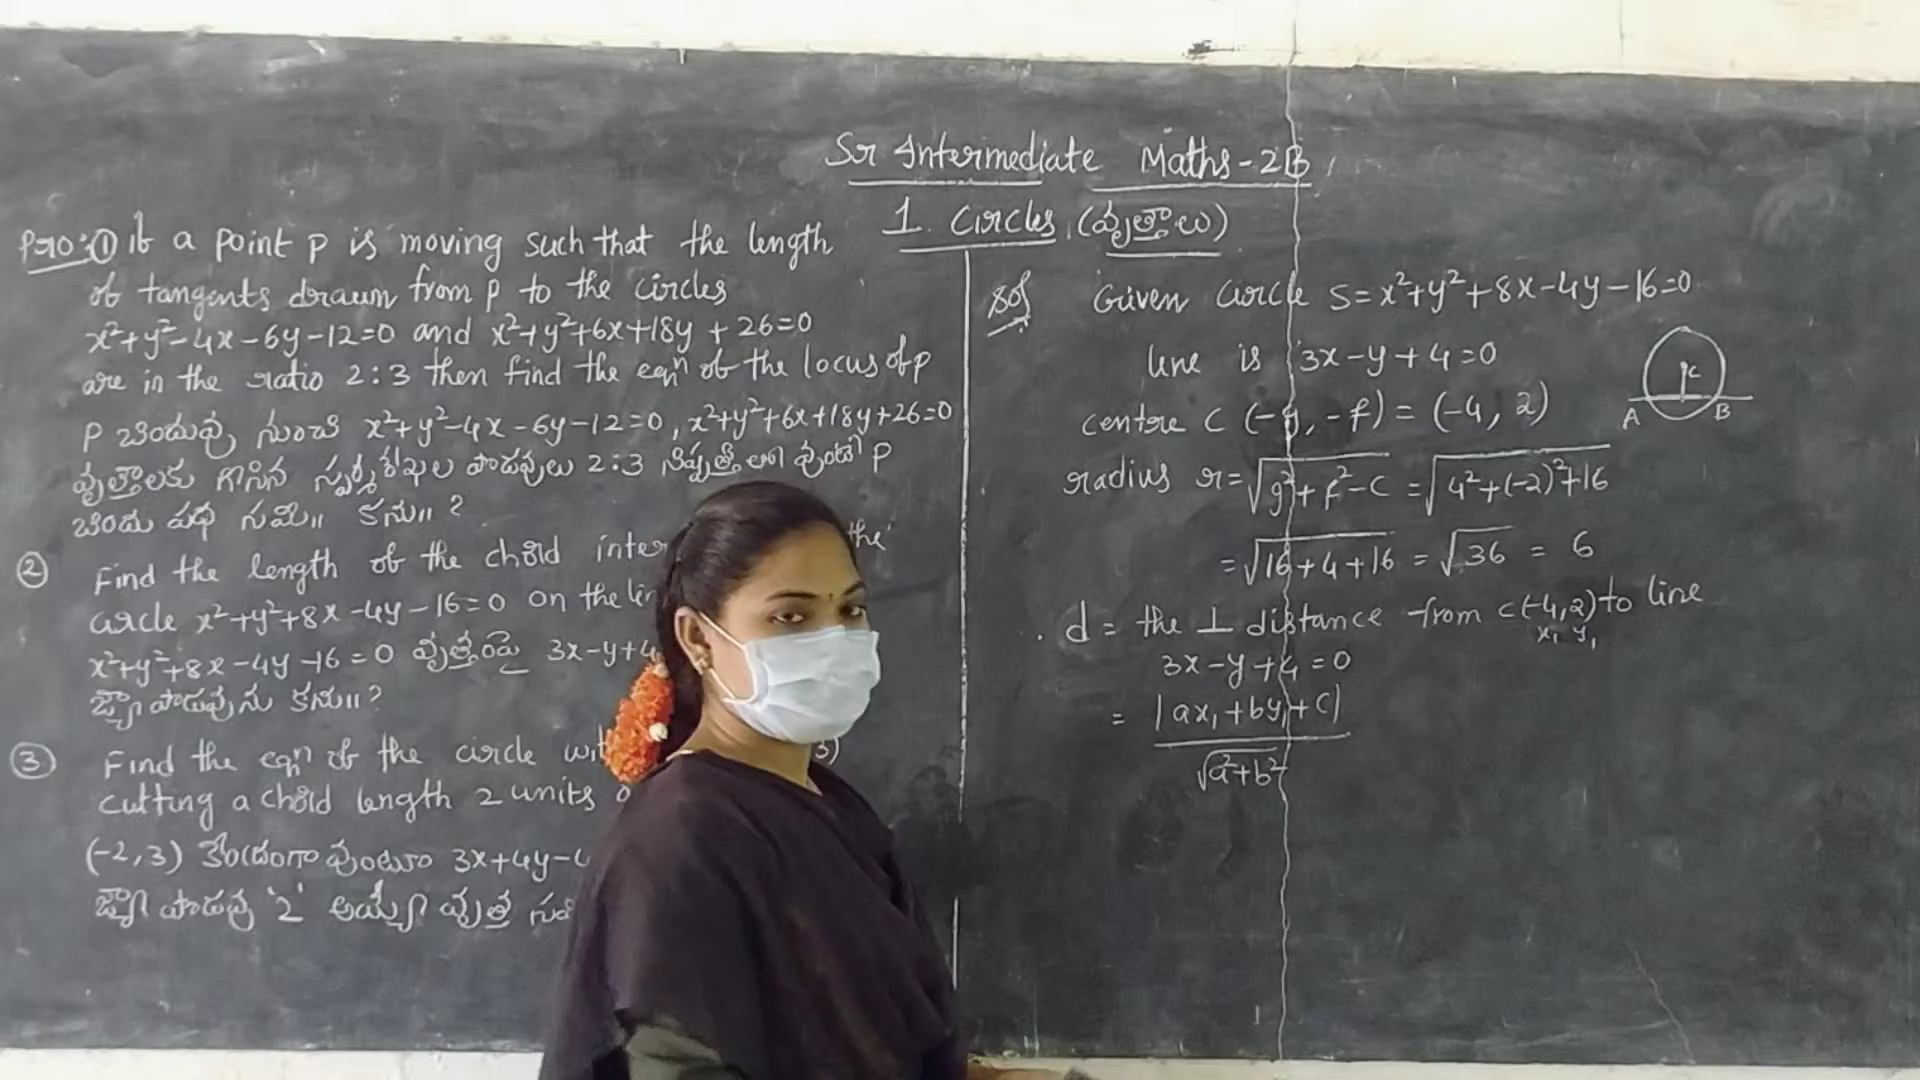 Sr Intermediate Maths-2B
1. Circles (వృత్తాలు)
Pro:① If a point P is moving such that the length
of tangents drawn from P to the circles
x²+y²-4x-6y-12=0 and x²+y²+6x+18y+26=0
are in the ratio 2:3 then find the eqn of the locus of P
P బిందువు నుంచి x²+y²-4x-6y-12=0, x²+y²+6x+18y+26=0
వృత్తాలకు గీసిన స్పర్శరేఖల పొడవులు 2:3 నిష్పత్తిలో వుంటే P
బిందు పథ సమీ॥ కను॥ ?
② Find the length of the chord the
circle x²+y²+8x-4y-16=0 on the
x²+y²+8x-4y-16=0 వృత్తంపై 3x-y+4
జ్యా పొడవును కను॥?
③ Find the eqn of the circle 3)
cutting a chord length 2 units
(-2,3) కేంద్రంగా వుంటూ 3x+4y-
జ్యా పొడవు '2' అయ్యే వృత్త
Sol Given circle S=x²+y²+8x-4y-16=0
line is 3x-y+4=0
centre C (-g, -f) = (-4, 2)
C
A B
radius r=√g²+f²-c = √4²+(-2)²+16
=√16+4+16 = √36 = 6
d = the ⊥ distance from C(-4,2) to line
x₁ y₁
3x-y+4=0
= |ax₁+by₁+c|
√a²+b²